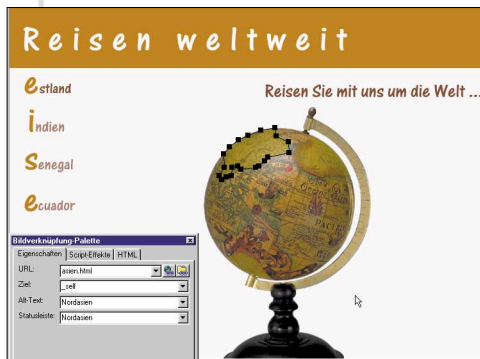 Reisen weltweit
estland
Reisen Sie mit uns um die Welt ...
indien
Senegal
ecuador
Bildverknüpfung-Palette
Eigenschaften Script-Effekte HTML
URL: asien.html
Ziel: _self
Alt-Text: Nordasien
Statusleiste: Nordasien